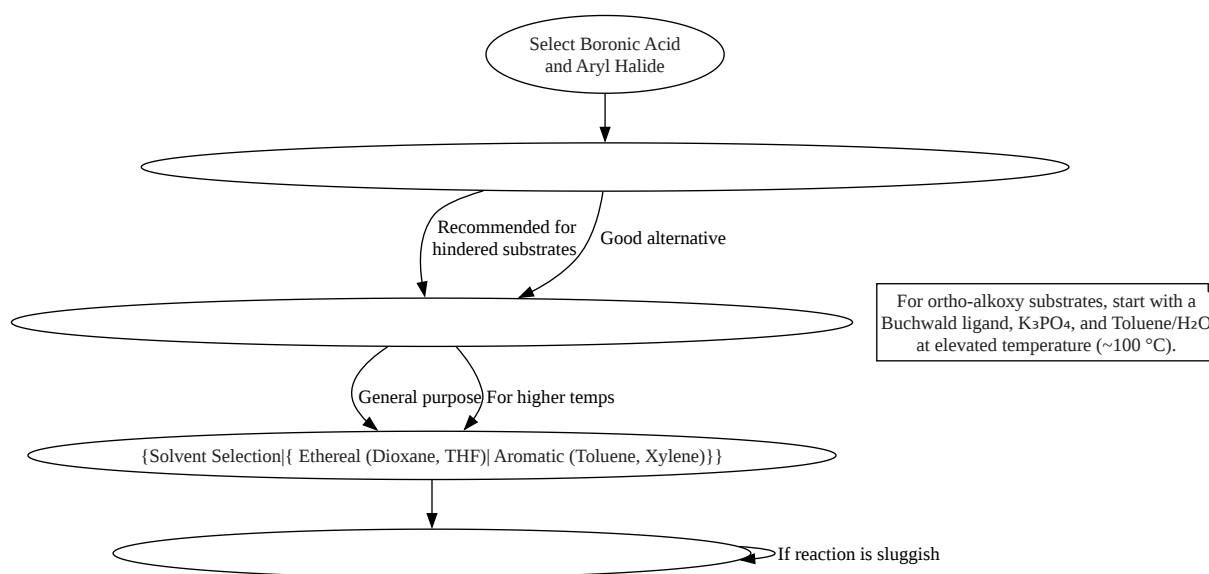 Select Boronic Acid
and Aryl Halide
Recommended for
hindered substrates
Good alternative
For ortho-alkoxy substrates, start with a
Buchwald ligand, K₃PO₄, and Toluene/H₂O
at elevated temperature (~100 °C).
General purpose
For higher temps
{Solvent Selection|{ Ethereal (Dioxane, THF)| Aromatic (Toluene, Xylene)}}
If reaction is sluggish